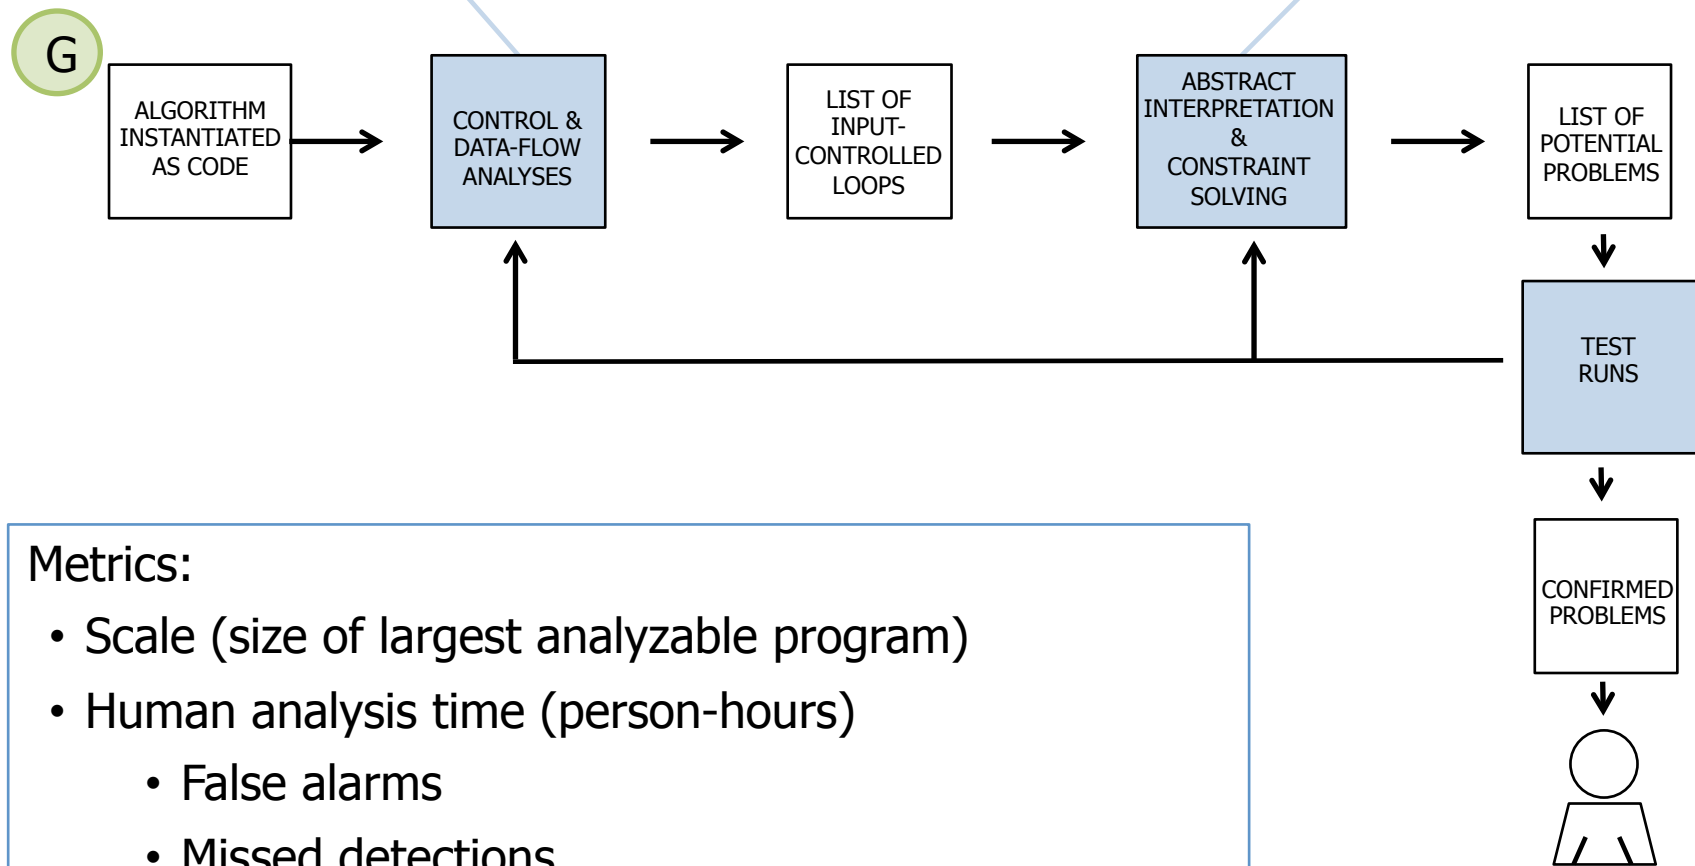 G
ALGORITHM
INSTANTIATED
AS CODE
CONTROL &
DATA-FLOW
ANALYSES
LIST OF
INPUT-
CONTROLLED
LOOPS
ABSTRACT
INTERPRETATION
&
CONSTRAINT
SOLVING
LIST OF
POTENTIAL
PROBLEMS
TEST
RUNS
CONFIRMED
PROBLEMS
Metrics:
• Scale (size of largest analyzable program)
• Human analysis time (person-hours)
• False alarms
• Missed detections